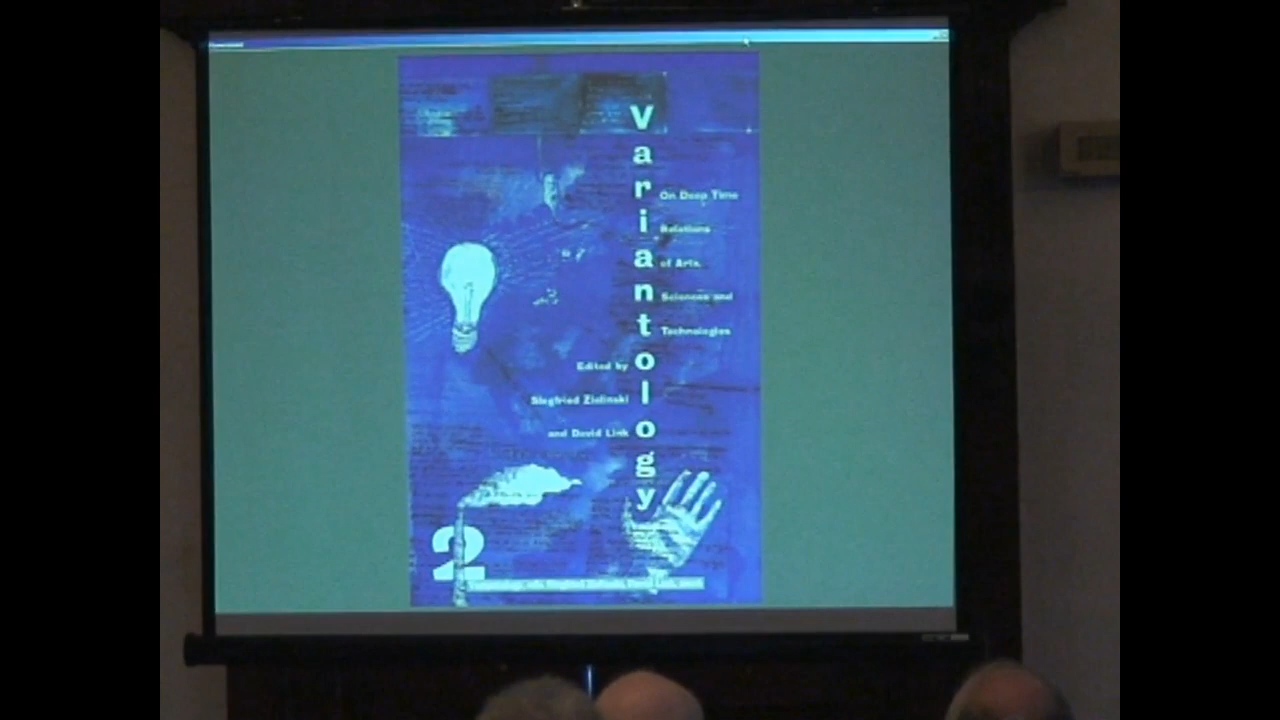 Variantology
On Deep Time
Relations
of Arts,
Sciences and
Technologies
Edited by
Siegfried Zielinski
and David Link
2